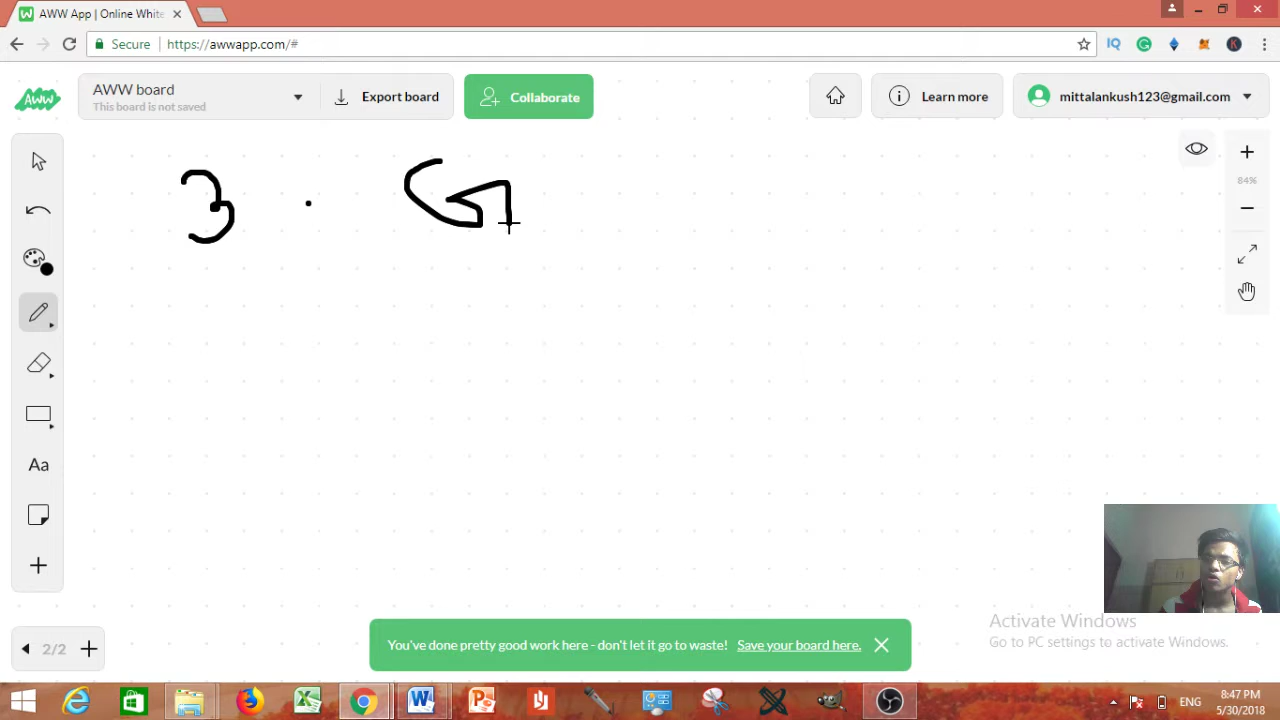 AWW App | Online White
Secure https://awwapp.com/#
AWW board
This board is not saved
Export board
Collaborate
Learn more
mittalankush123@gmail.com
84%
3 . G
Aa
2/2
You've done pretty good work here - don't let it go to waste! Save your board here.
Activate Windows
Go to PC settings to activate Windows.
ENG
8:47 PM
5/30/2018